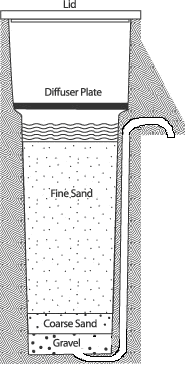 Lid
Diffuser Plate
Fine Sand
Coarse Sand
Gravel